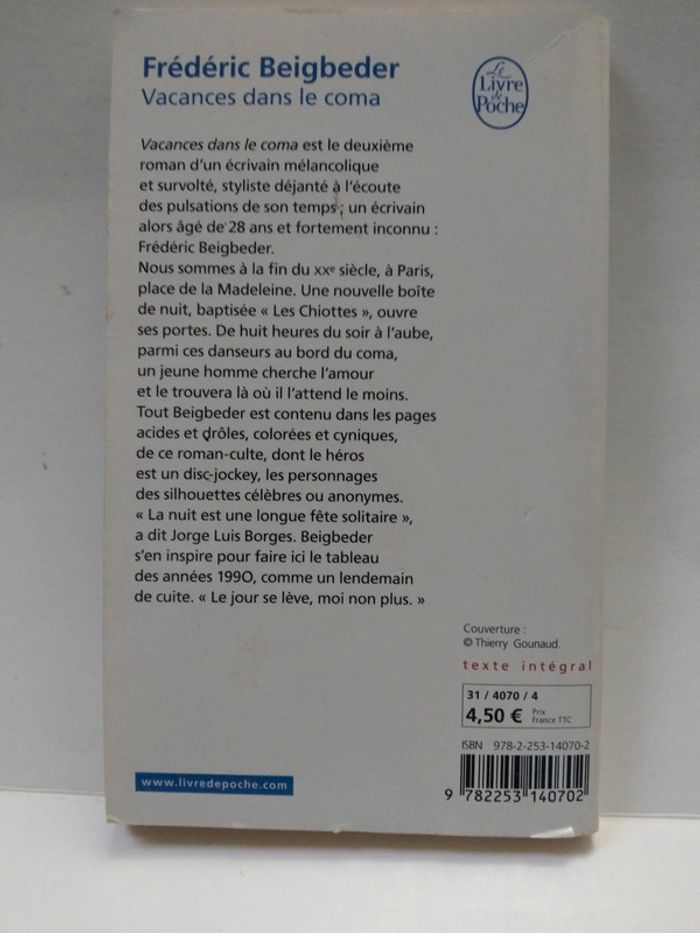 Frédéric Beigbeder
Vacances dans le coma
Le
Livre
de
Poche
Vacances dans le coma est le deuxième
roman d'un écrivain mélancolique
et survolté, styliste déjanté à l'écoute
des pulsations de son temps ; un écrivain
alors âgé de 28 ans et fortement inconnu :
Frédéric Beigbeder.
Nous sommes à la fin du XXe siècle, à Paris,
place de la Madeleine. Une nouvelle boîte
de nuit, baptisée « Les Chiottes », ouvre
ses portes. De huit heures du soir à l'aube,
parmi ces danseurs au bord du coma,
un jeune homme cherche l'amour
et le trouvera là où il l'attend le moins.
Tout Beigbeder est contenu dans les pages
acides et drôles, colorées et cyniques,
de ce roman-culte, dont le héros
est un disc-jockey, les personnages
des silhouettes célèbres ou anonymes.
« La nuit est une longue fête solitaire »,
a dit Jorge Luis Borges. Beigbeder
s'en inspire pour faire ici le tableau
des années 1990, comme un lendemain
de cuite. « Le jour se lève, moi non plus. »
Couverture :
© Thierry Gounaud.
texte intégral
31 / 4070 / 4
4,50 € Prix
France TTC
ISBN 978-2-253-14070-2
9 782253 140702
www.livredepoche.com